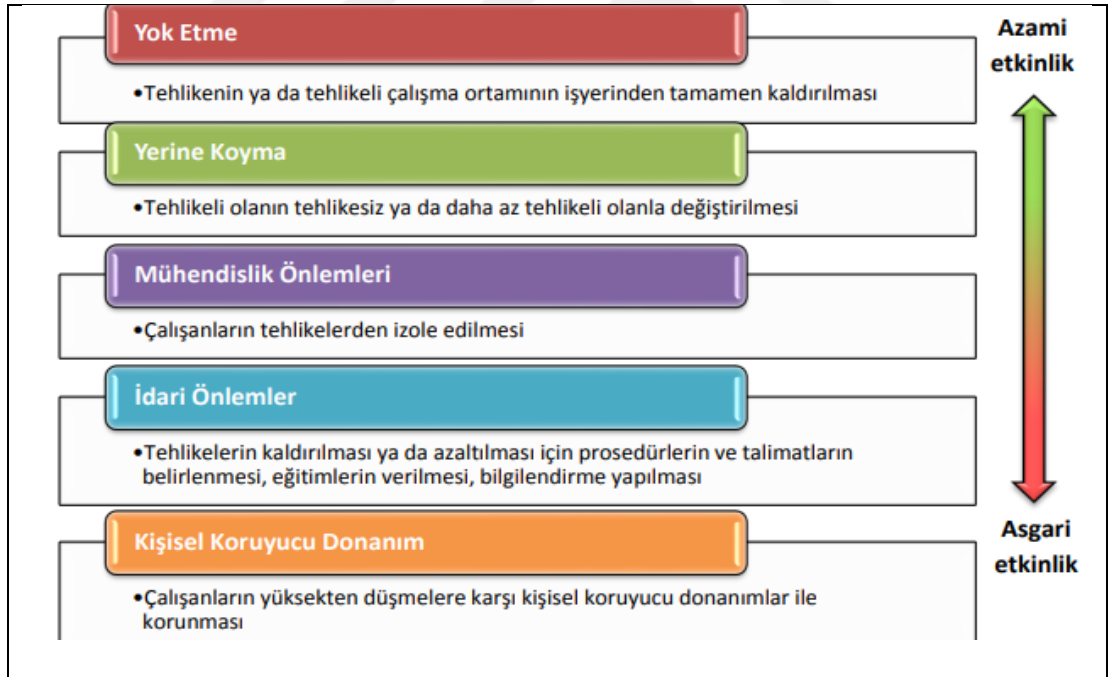 Yok Etme
•Tehlikenin ya da tehlikeli çalışma ortamının işyerinden tamamen kaldırılması
Yerine Koyma
•Tehlikeli olanın tehlikesiz ya da daha az tehlikeli olanla değiştirilmesi
Mühendislik Önlemleri
•Çalışanların tehlikelerden izole edilmesi
İdari Önlemler
•Tehlikelerin kaldırılması ya da azaltılması için prosedürlerin ve talimatların
belirlenmesi, eğitimlerin verilmesi, bilgilendirme yapılması
Kişisel Koruyucu Donanım
•Çalışanların yüksekten düşmelere karşı kişisel koruyucu donanımlar ile
korunması
Azami
etkinlik
Asgari
etkinlik